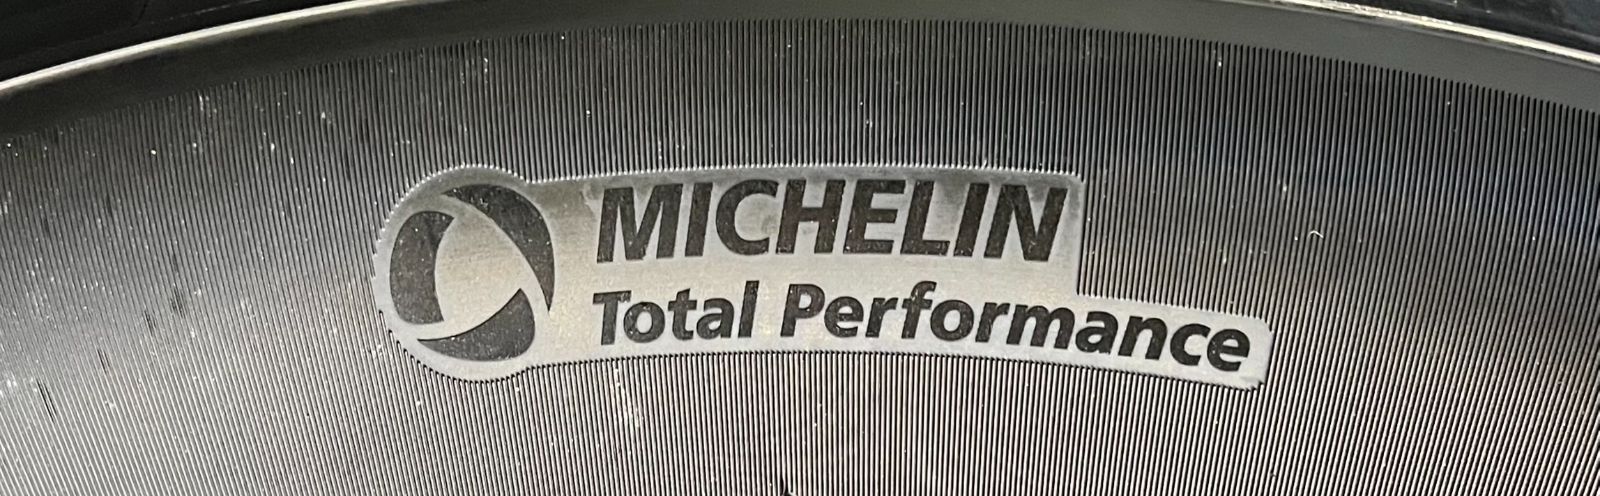 MICHELIN
Total Performance